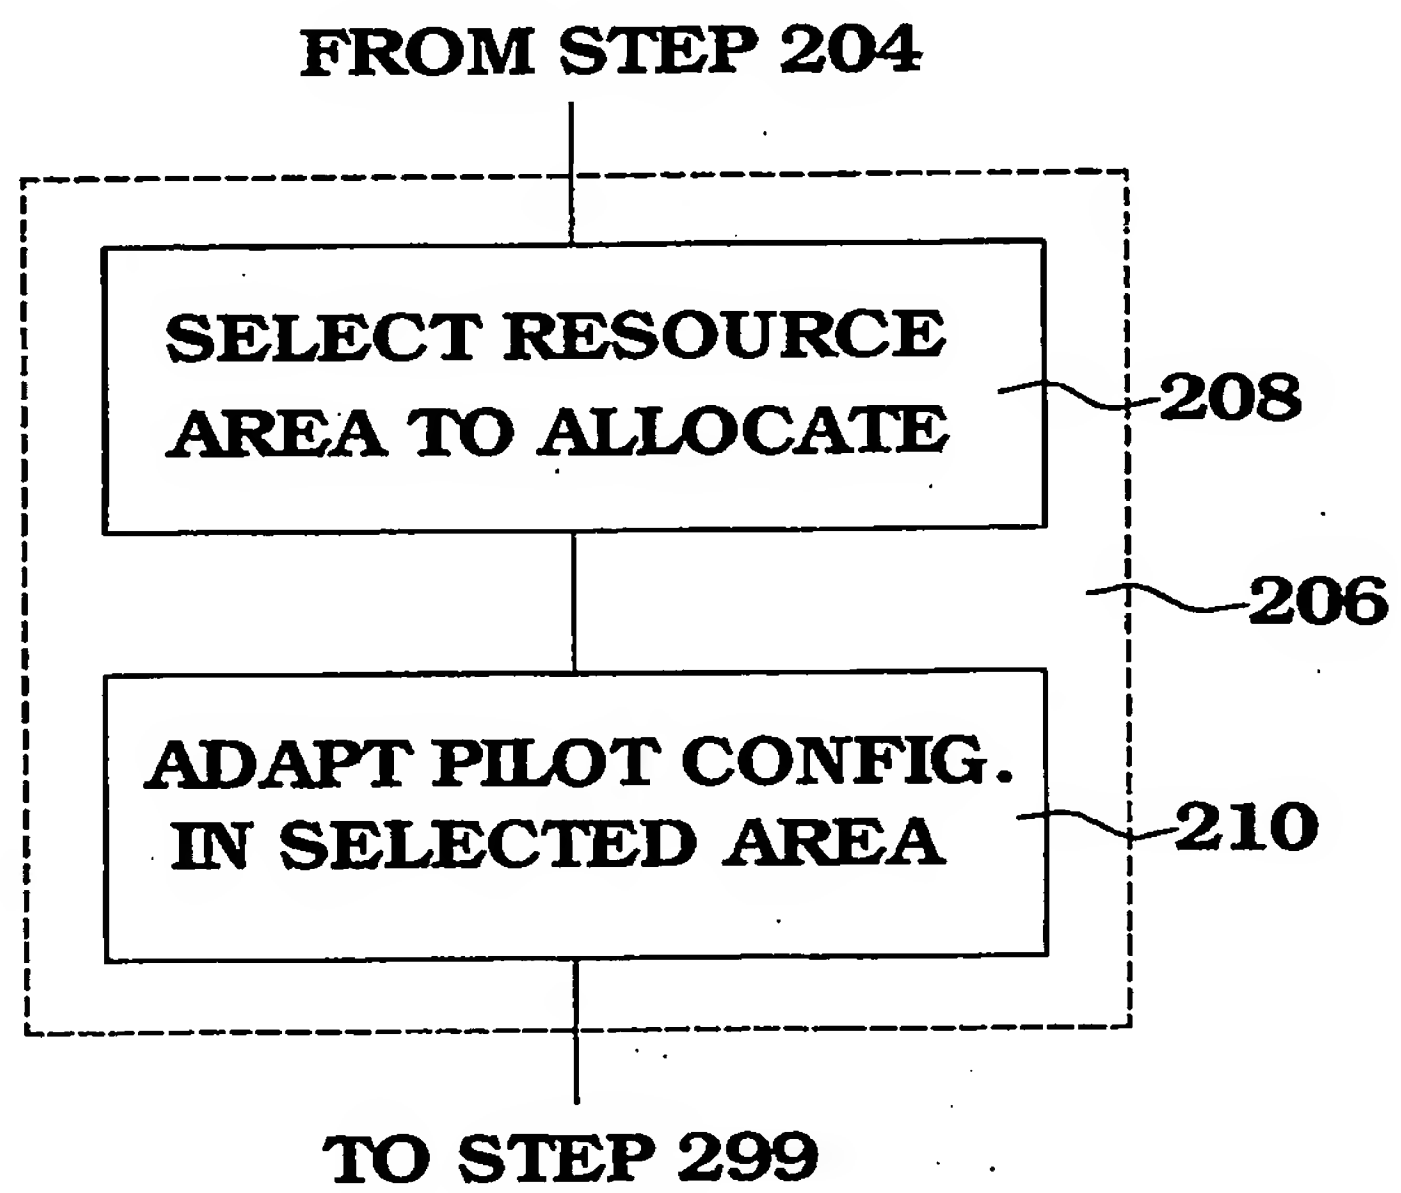 FROM STEP 204
SELECT RESOURCE
AREA TO ALLOCATE
208
206
ADAPT PILOT CONFIG.
IN SELECTED AREA
210
TO STEP 299